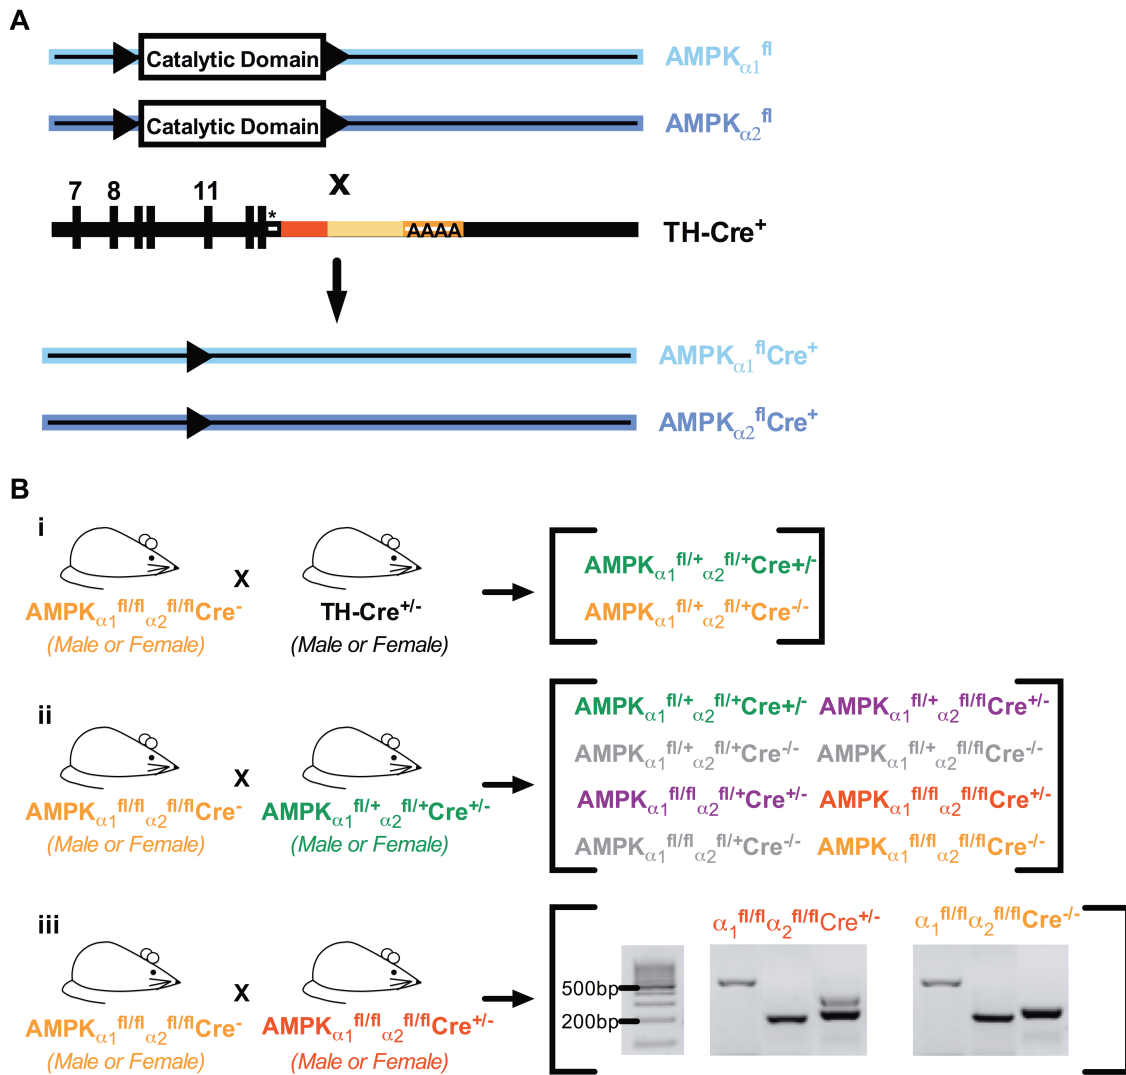 A
Catalytic Domain AMPKα1fl
Catalytic Domain AMPKα2fl
x
7 8 11
* AAAA TH-Cre+
AMPKα1flCre+
AMPKα2flCre+
B
i
x
AMPKα1fl/flα2fl/flCre- TH-Cre+/-
(Male or Female) (Male or Female)
AMPKα1fl/+α2fl/+Cre+/-
AMPKα1fl/+α2fl/+Cre-/-
ii
x
AMPKα1fl/flα2fl/flCre- AMPKα1fl/+α2fl/+Cre+/-
(Male or Female) (Male or Female)
AMPKα1fl/+α2fl/+Cre+/- AMPKα1fl/+α2fl/flCre+/-
AMPKα1fl/+α2fl/+Cre-/- AMPKα1fl/+α2fl/flCre-/-
AMPKα1fl/flα2fl/+Cre+/- AMPKα1fl/flα2fl/flCre+/-
AMPKα1fl/flα2fl/+Cre-/- AMPKα1fl/flα2fl/flCre-/-
iii
x
AMPKα1fl/flα2fl/flCre- AMPKα1fl/flα2fl/flCre+/-
(Male or Female) (Male or Female)
α1fl/flα2fl/flCre+/- α1fl/flα2fl/flCre-/-
500bp
200bp